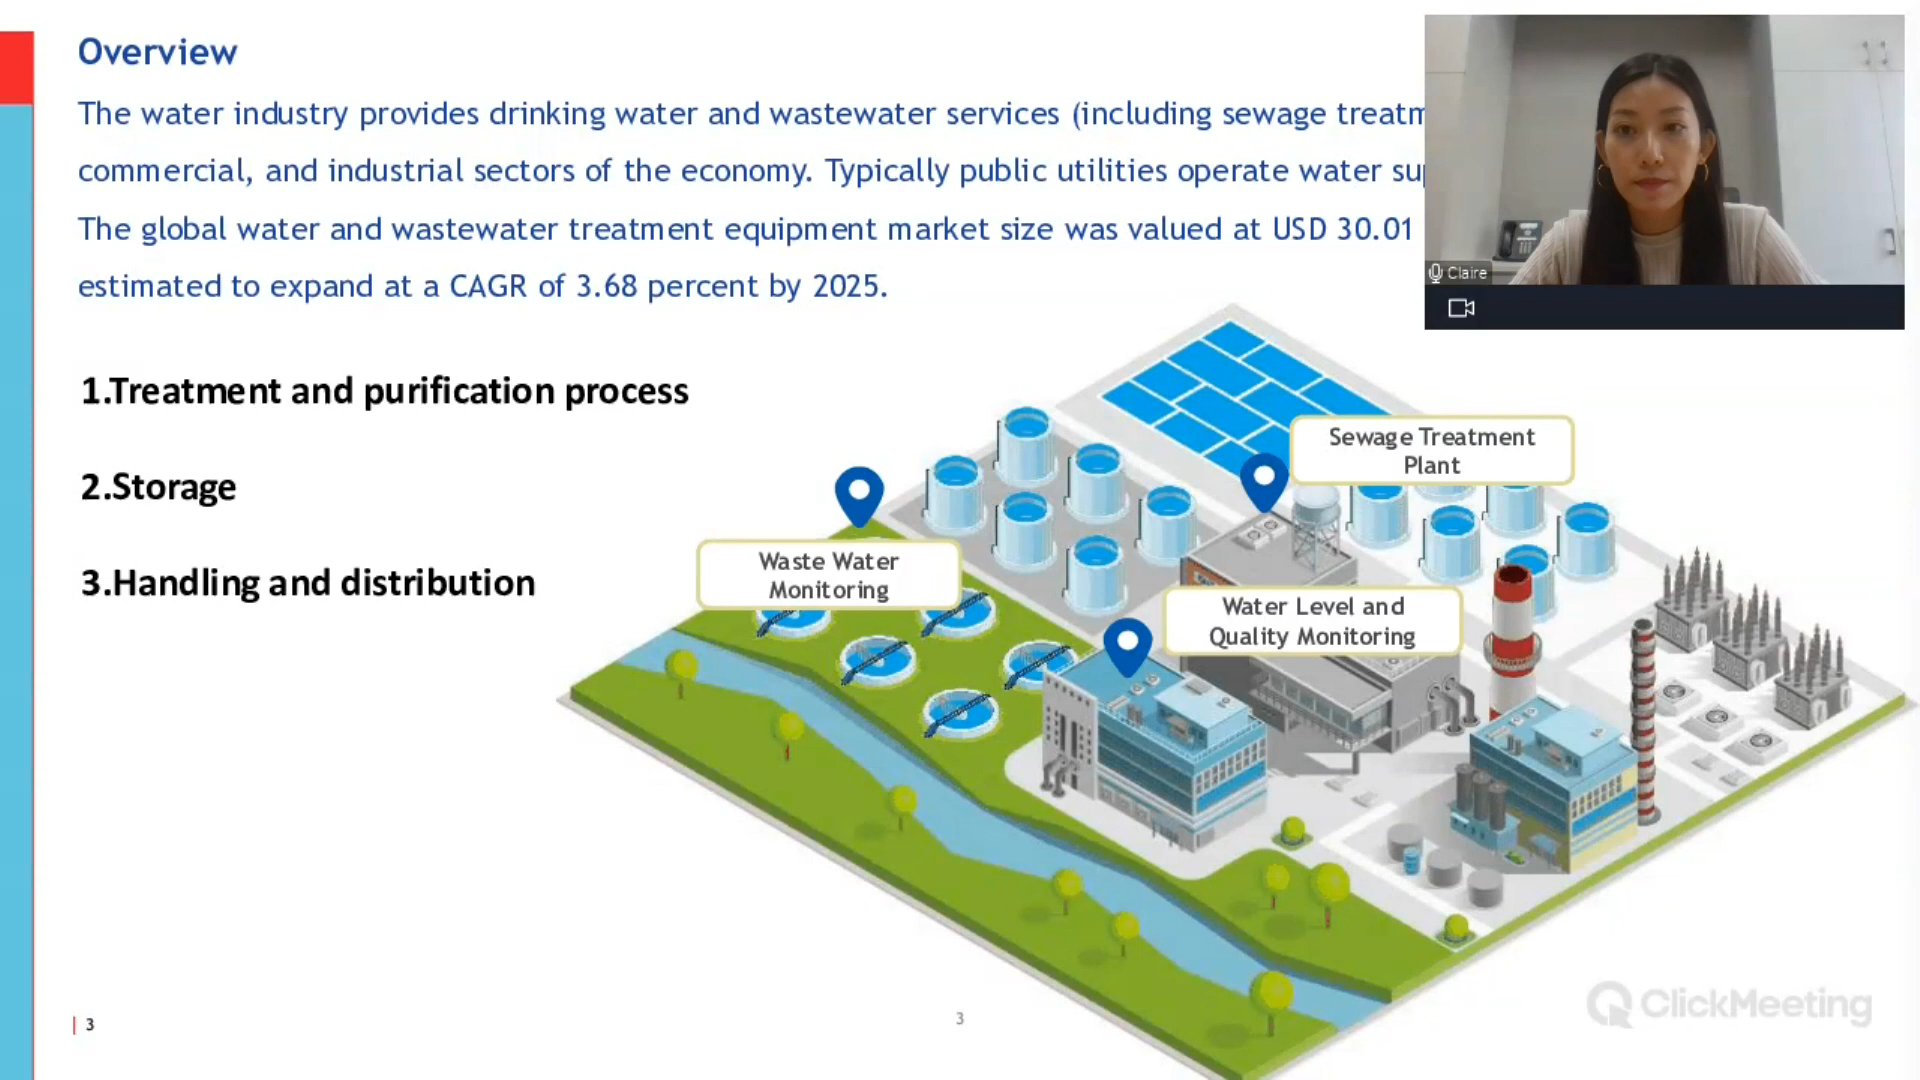 Overview
The water industry provides drinking water and wastewater services (including sewage treatm
commercial, and industrial sectors of the economy. Typically public utilities operate water su
The global water and wastewater treatment equipment market size was valued at USD 30.01
estimated to expand at a CAGR of 3.68 percent by 2025.
Claire
1.Treatment and purification process
2.Storage
3.Handling and distribution
Sewage Treatment
Plant
Waste Water
Monitoring
Water Level and
Quality Monitoring
ClickMeeting
3
3